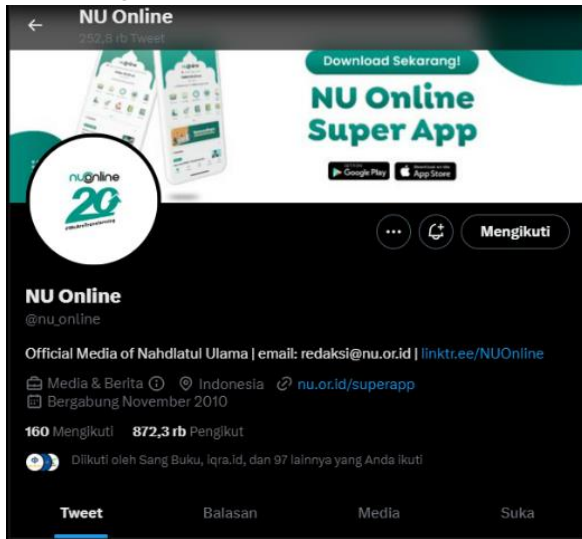 NU Online
252,8 rb Tweet
Download Sekarang!
NU Online
Super App
Google Play App Store
nuonline
20
Mengikuti
NU Online
@nu_online
Official Media of Nahdlatul Ulama | email: redaksi@nu.or.id | linktr.ee/NUOnline
Media & Berita Indonesia nu.or.id/superapp
Bergabung November 2010
160 Mengikuti 872,3 rb Pengikut
Diikuti oleh Sang Buku, iqra.id, dan 97 lainnya yang Anda ikuti
Tweet Balasan Media Suka